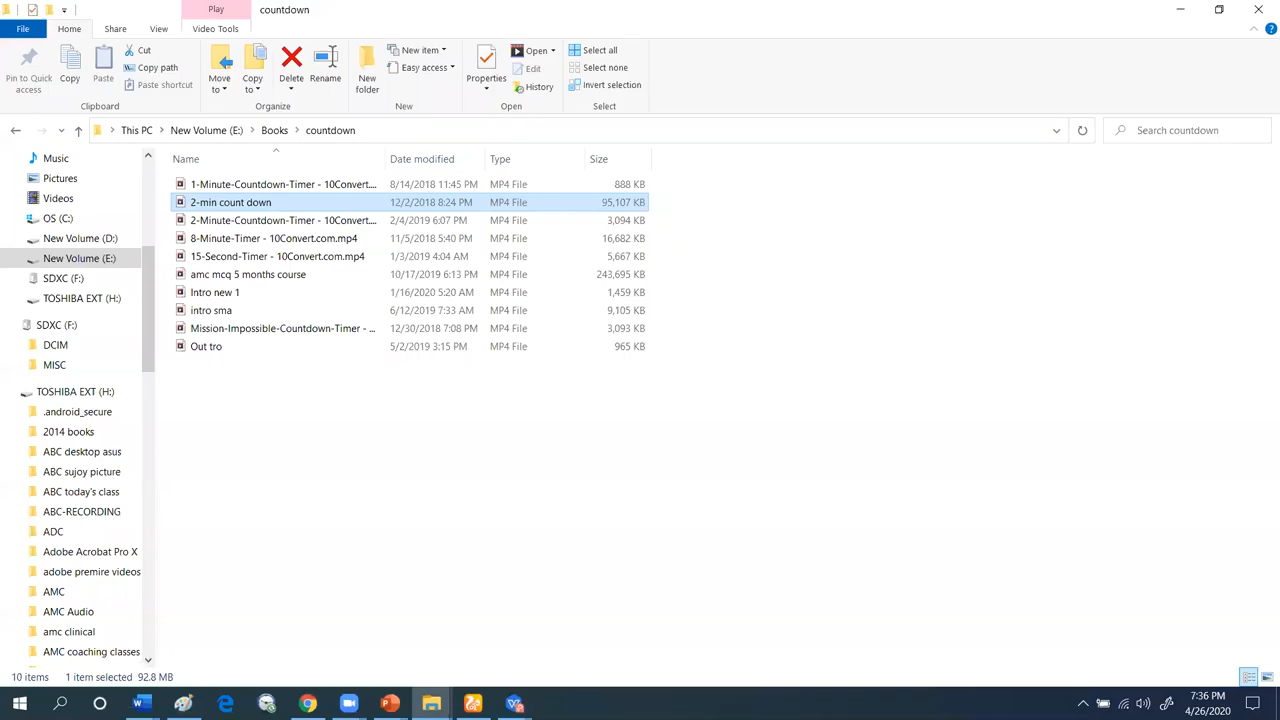 Play
countdown
File
Home
Share
View
Video Tools
Pin to Quick access
Copy
Paste
Cut
Copy path
Paste shortcut
Move to
Copy to
Delete
Rename
New folder
New item
Easy access
Properties
Open
Edit
History
Select all
Select none
Invert selection
Clipboard
Organize
New
Open
Select
This PC
New Volume (E:)
Books
countdown
Search countdown
Music
Pictures
Videos
OS (C:)
New Volume (D:)
New Volume (E:)
SDXC (F:)
TOSHIBA EXT (H:)
SDXC (F:)
DCIM
MISC
TOSHIBA EXT (H:)
.android_secure
2014 books
ABC desktop asus
ABC sujoy picture
ABC today's class
ABC-RECORDING
ADC
Adobe Acrobat Pro X
adobe premire videos
AMC
AMC Audio
amc clinical
AMC coaching classes
Name Date modified Type Size
1-Minute-Countdown-Timer - 10Convert.... 8/14/2018 11:45 PM MP4 File 888 KB
2-min count down 12/2/2018 8:24 PM MP4 File 95,107 KB
2-Minute-Countdown-Timer - 10Convert.... 2/4/2019 6:07 PM MP4 File 3,094 KB
8-Minute-Timer - 10Convert.com.mp4 11/5/2018 5:40 PM MP4 File 16,682 KB
15-Second-Timer - 10Convert.com.mp4 1/3/2019 4:04 AM MP4 File 5,667 KB
amc mcq 5 months course 10/17/2019 6:13 PM MP4 File 243,695 KB
Intro new 1 1/16/2020 5:20 AM MP4 File 1,459 KB
intro sma 6/12/2019 7:33 AM MP4 File 9,105 KB
Mission-Impossible-Countdown-Timer - ... 12/30/2018 7:08 PM MP4 File 3,093 KB
Out tro 5/2/2019 3:15 PM MP4 File 965 KB
10 items 1 item selected 92.8 MB
7:36 PM
4/26/2020